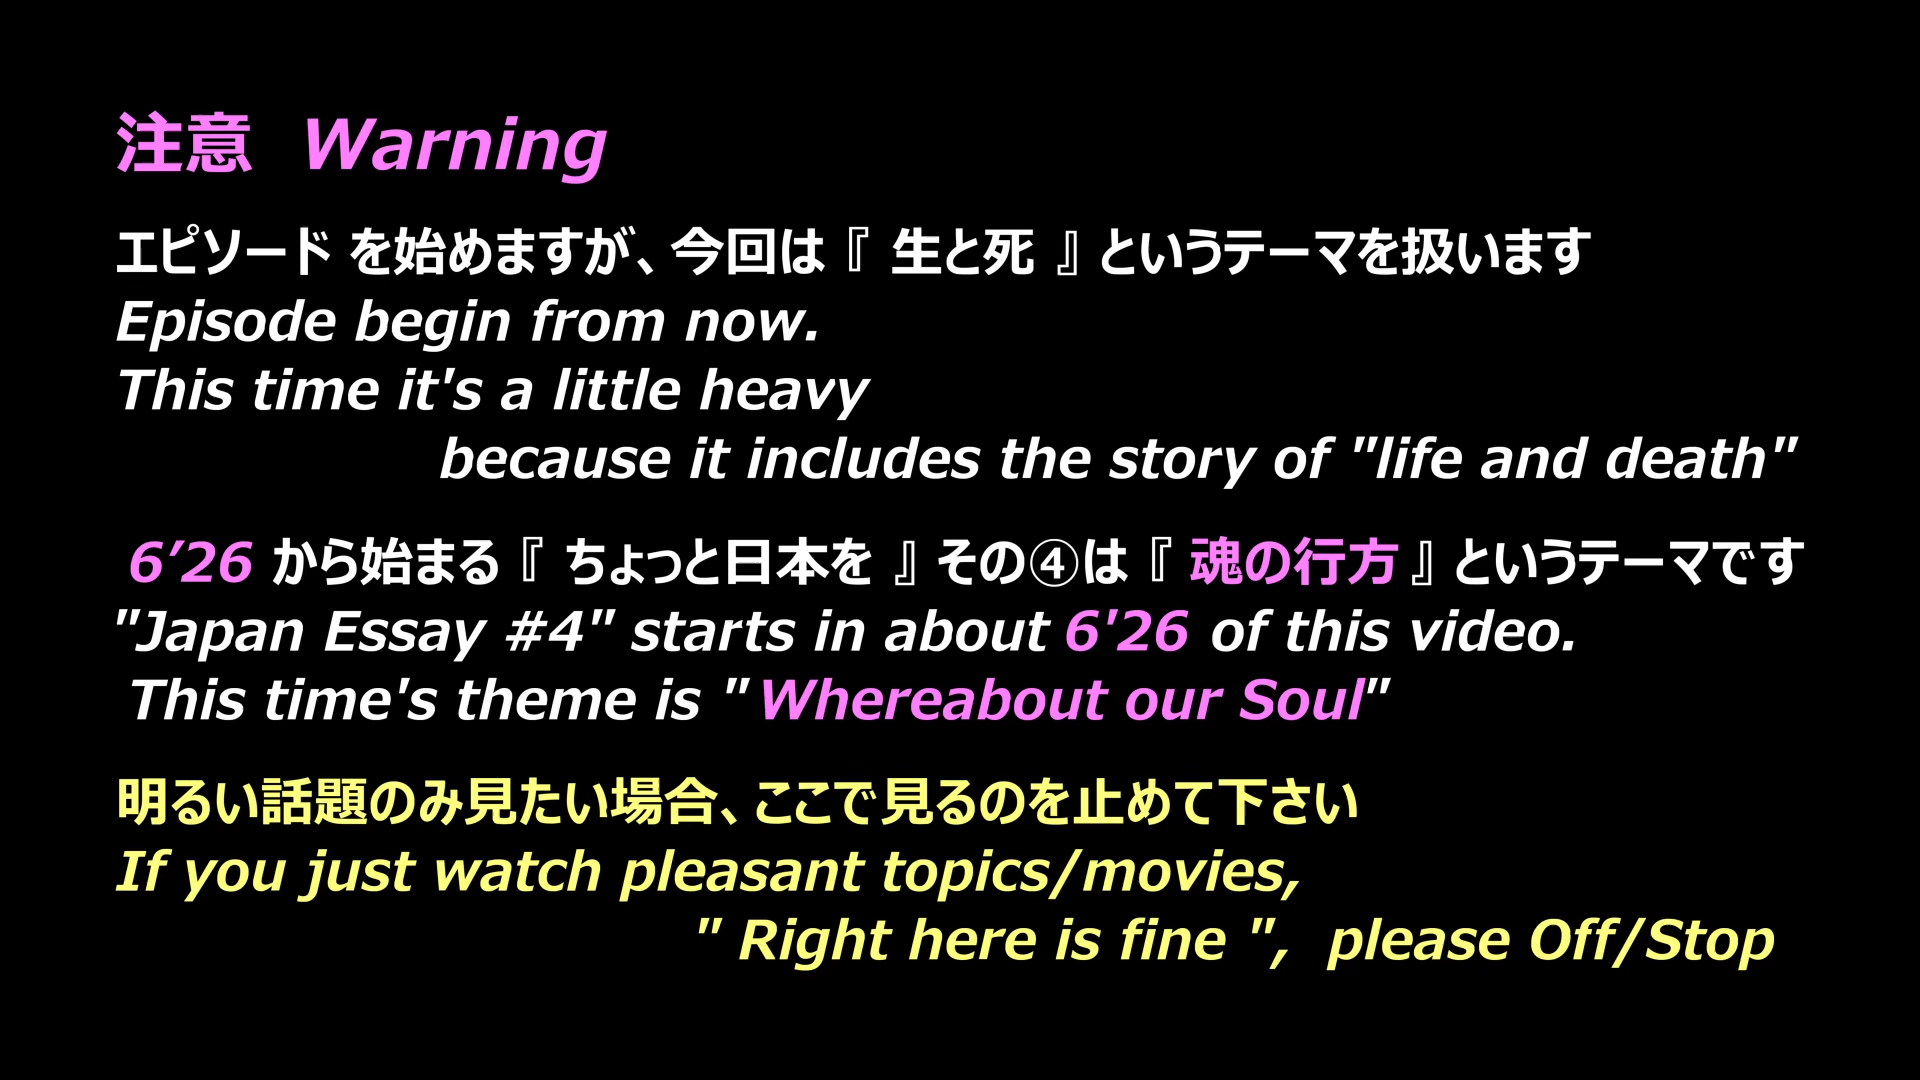 注意 Warning
エピソード を始めますが、今回は『 生と死 』というテーマを扱います
Episode begin from now.
This time it's a little heavy
because it includes the story of "life and death"
6′26 から始まる『 ちょっと日本を 』その④は『 魂の行方 』というテーマです
"Japan Essay #4" starts in about 6'26 of this video.
This time's theme is " Whereabout our Soul"
明るい話題のみ見たい場合、ここで見るのを止めて下さい
If you just watch pleasant topics/movies,
" Right here is fine ", please Off/Stop